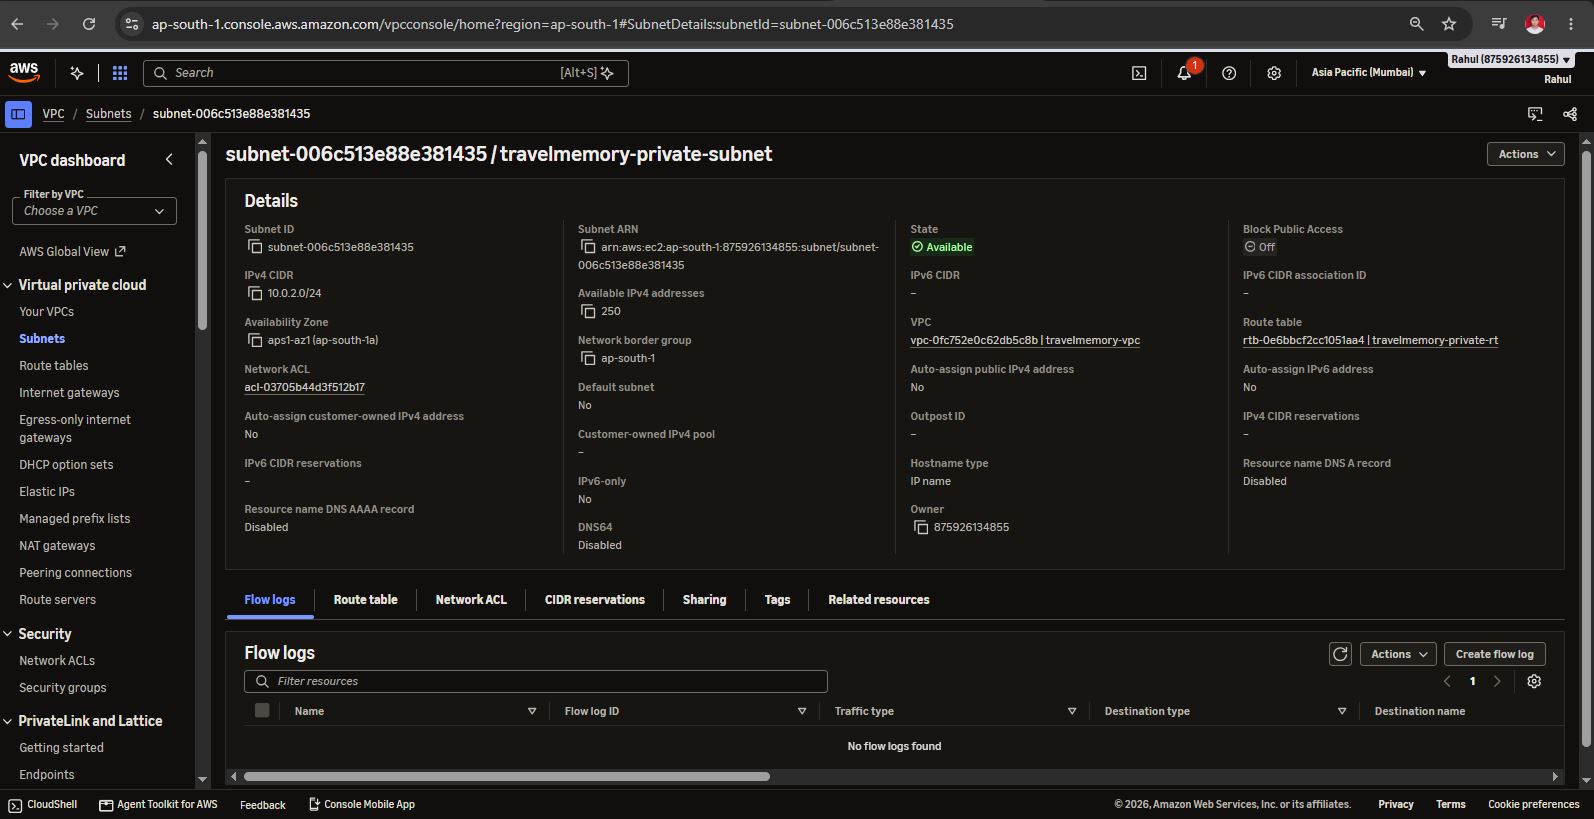 ap-south-1.console.aws.amazon.com/vpcconsole/home?region=ap-south-1#SubnetDetails:subnetId=subnet-006c513e88e381435
aws
Search
[Alt+S]
1
Asia Pacific (Mumbai)
Rahul (875926134855)
Rahul
VPC / Subnets / subnet-006c513e88e381435
VPC dashboard
Filter by VPC
Choose a VPC
AWS Global View
Virtual private cloud
Your VPCs
Subnets
Route tables
Internet gateways
Egress-only internet
gateways
DHCP option sets
Elastic IPs
Managed prefix lists
NAT gateways
Peering connections
Route servers
Security
Network ACLs
Security groups
PrivateLink and Lattice
Getting started
Endpoints
subnet-006c513e88e381435 / travelmemory-private-subnet
Actions
Details
Subnet ID
subnet-006c513e88e381435
IPv4 CIDR
10.0.2.0/24
Availability Zone
aps1-az1 (ap-south-1a)
Network ACL
acl-03705b44d3f512b17
Auto-assign customer-owned IPv4 address
No
IPv6 CIDR reservations
–
Resource name DNS AAAA record
Disabled
Subnet ARN
arn:aws:ec2:ap-south-1:875926134855:subnet/subnet-
006c513e88e381435
Available IPv4 addresses
250
Network border group
ap-south-1
Default subnet
No
Customer-owned IPv4 pool
–
IPv6-only
No
DNS64
Disabled
State
Available
IPv6 CIDR
–
VPC
vpc-0fc752e0c62db5c8b | travelmemory-vpc
Auto-assign public IPv4 address
No
Outpost ID
–
Hostname type
IP name
Owner
875926134855
Block Public Access
Off
IPv6 CIDR association ID
–
Route table
rtb-0e6bbcf2cc1051aa4 | travelmemory-private-rt
Auto-assign IPv6 address
No
IPv4 CIDR reservations
–
Resource name DNS A record
Disabled
Flow logs
Route table
Network ACL
CIDR reservations
Sharing
Tags
Related resources
Flow logs
Actions
Create flow log
Filter resources
1
Name
Flow log ID
Traffic type
Destination type
Destination name
No flow logs found
CloudShell
Agent Toolkit for AWS
Feedback
Console Mobile App
© 2026, Amazon Web Services, Inc. or its affiliates.
Privacy
Terms
Cookie preferences